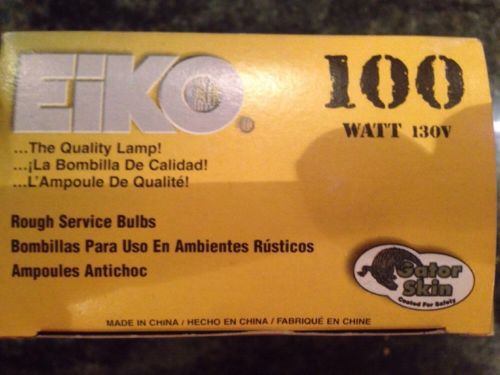 EiKO®
100
WATT 130V
...The Quality Lamp!
...¡La Bombilla De Calidad!
...L'Ampoule De Qualité!
Rough Service Bulbs
Bombillas Para Uso En Ambientes Rústicos
Ampoules Antichoc
Gator
Skin
Coated For Safety
MADE IN CHINA / HECHO EN CHINA / FABRIQUÉ EN CHINE